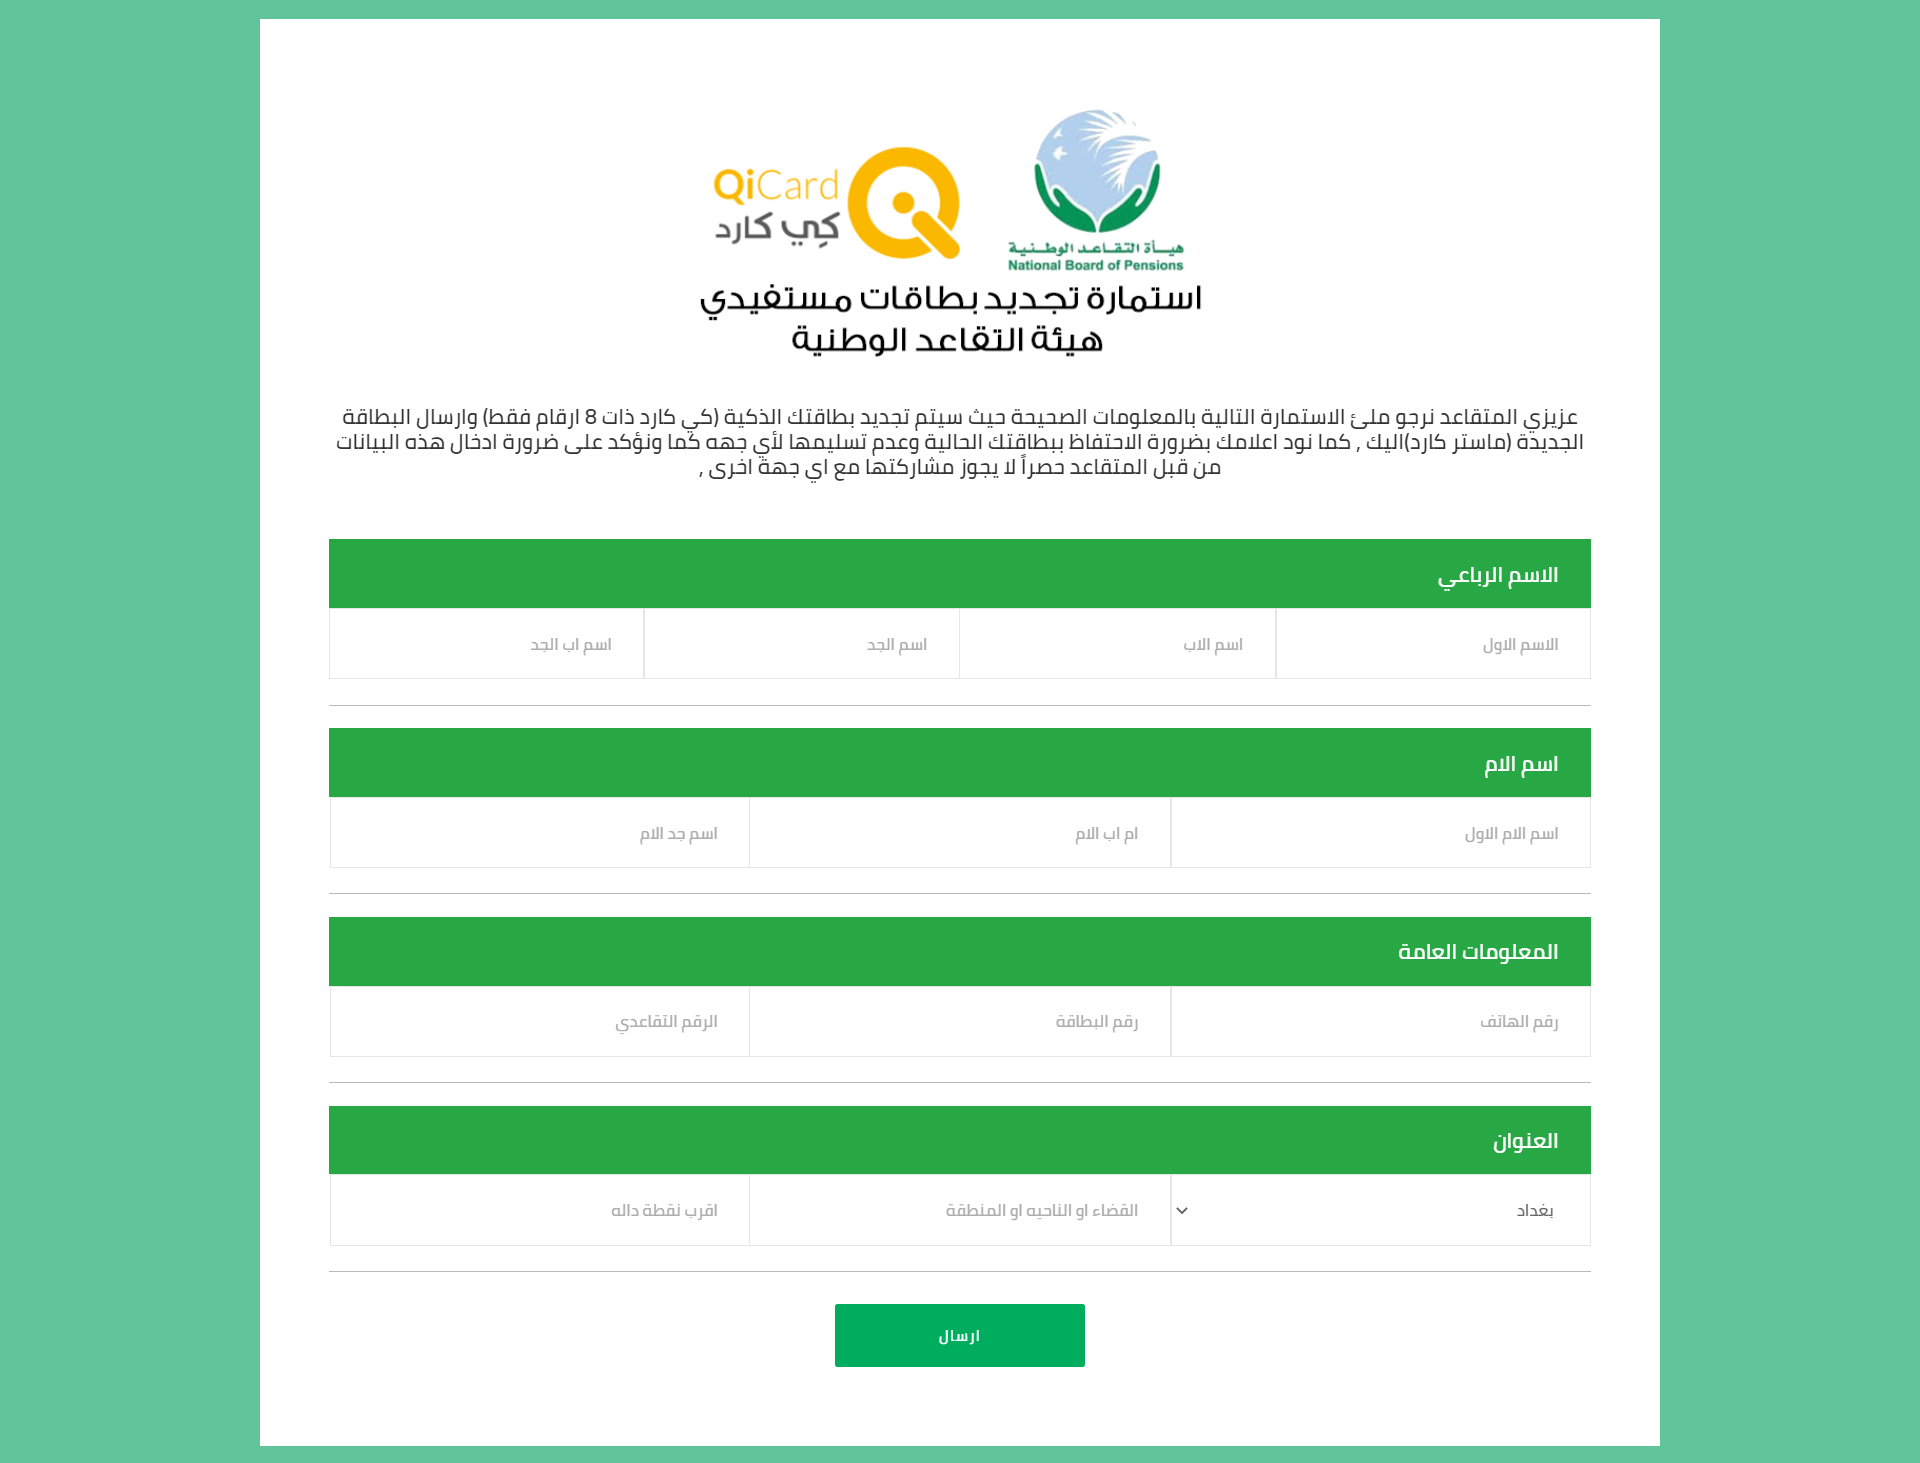 QiCard
كي كارد
هيـأة التقـاعـد الوطـنـيـة
National Board of Pensions
استمارة تجديد بطاقات مستفيدي
هيئة التقاعد الوطنية
عزيزي المتقاعد نرجو ملئ الاستمارة التالية بالمعلومات الصحيحة حيث سيتم تجديد بطاقتك الذكية (كي كارد ذات 8 ارقام فقط) وارسال البطاقة
الجديدة (ماستر كارد)اليك , كما نود اعلامك بضرورة الاحتفاظ ببطاقتك الحالية وعدم تسليمها لأي جهه كما ونؤكد على ضرورة ادخال هذه البيانات
من قبل المتقاعد حصراً لا يجوز مشاركتها مع اي جهة اخرى ,
الاسم الرباعي
الاسم الاول
اسم الاب
اسم الجد
اسم اب الجد
اسم الام
اسم الام الاول
ام اب الام
اسم جد الام
المعلومات العامة
رقم الهاتف
رقم البطاقة
الرقم التقاعدي
العنوان
بغداد
القضاء او الناحيه او المنطقة
اقرب نقطة داله
ارسال